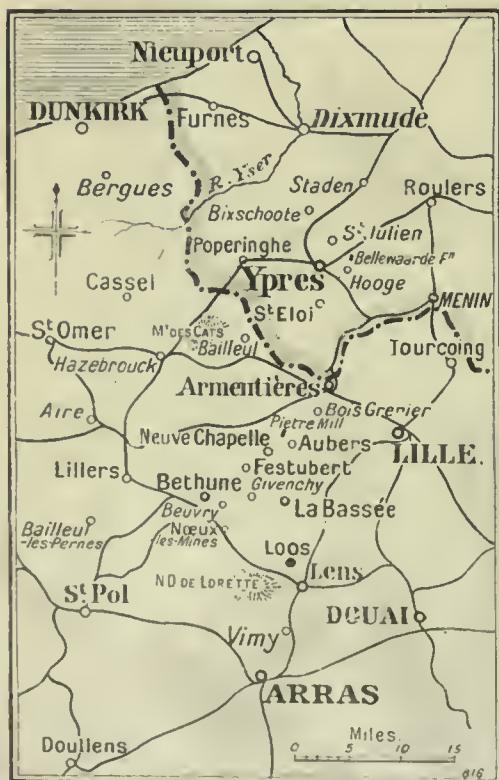 Nieuport
DUNKIRK
Furnes
Dixmude
R. Yser
Bergues
Staden
Roulers
Bixschoote
St Julien
Poperinghe
Bellewaarde Fm
Ypres
Hooge
Cassel
St Eloi
MENIN
St Omer
Mt DES CATS
Bailleul
Tourcoing
Hazebrouck
Armentières
Aire
Bois Grenier
Pietre Mill
Neuve Chapelle
Aubers
LILLE.
Lillers
Festubert
Bethune
Givenchy
La Bassée
Beuvry
Bailleul
-les-Pernes
Nœux
-les-Mines
Loos
ND DE LORETTE
Lens
St Pol
DOUAI
Vimy
ARRAS
Doullens
Miles.
0 5 10 15